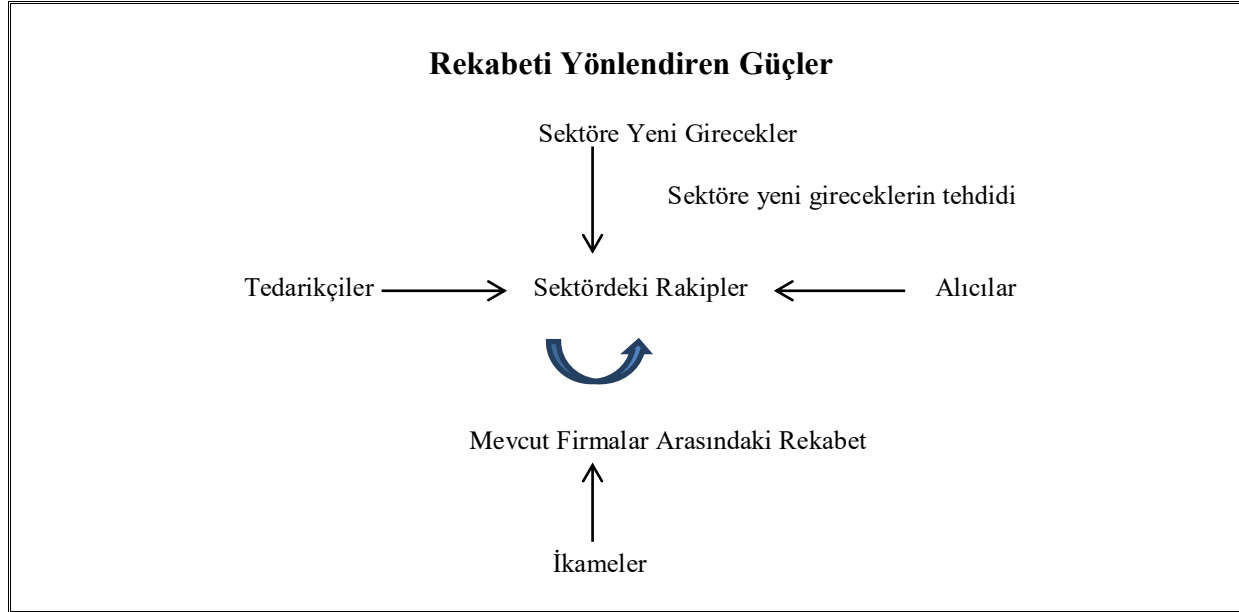 Rekabeti Yönlendiren Güçler
Sektöre Yeni Girecekler
Sektöre yeni gireceklerin tehdidi
Tedarikçiler Sektördeki Rakipler Alıcılar
Mevcut Firmalar Arasındaki Rekabet
İkameler